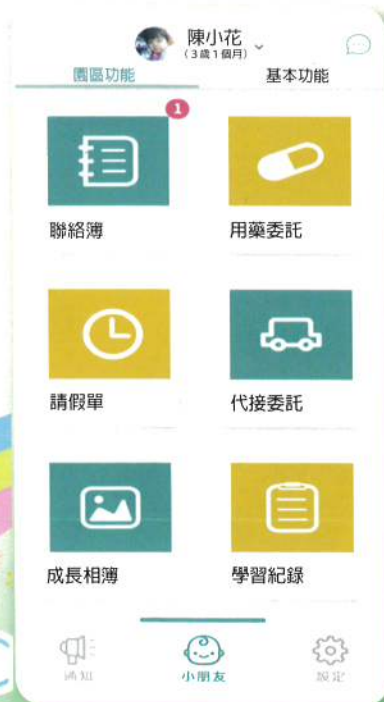 陳小花
(3歲1個月)
園區功能
基本功能
1
聯絡簿
用藥委託
請假單
代接委託
成長相簿
學習紀錄
通知
小朋友
設定